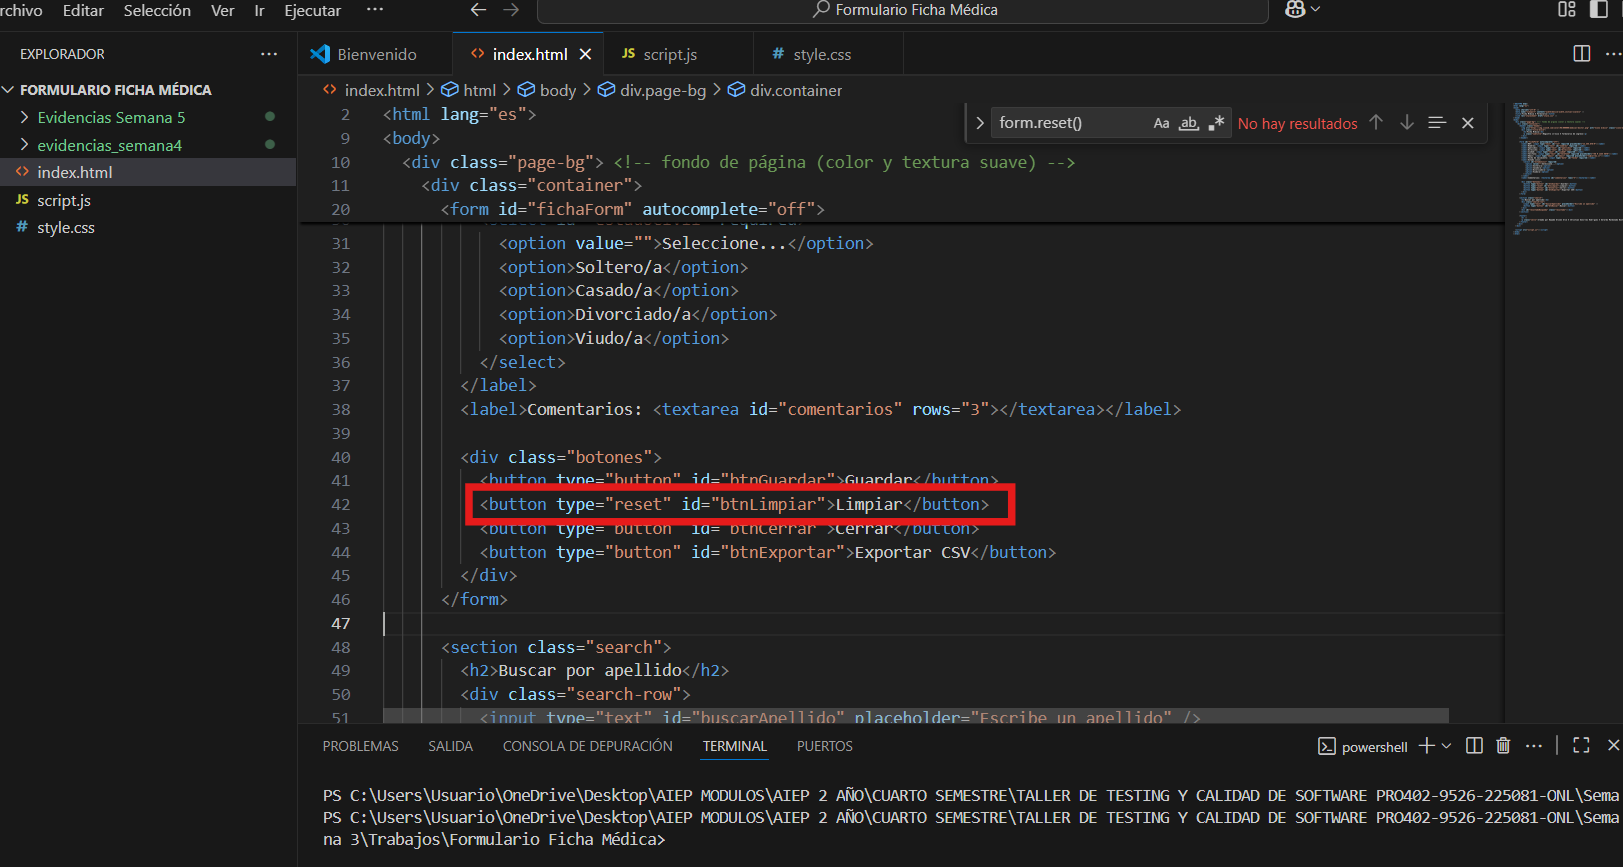 rchivo Editar Selección Ver Ir Ejecutar ··· Formulario Ficha Médica
EXPLORADOR ···
FORMULARIO FICHA MÉDICA
Evidencias Semana 5
evidencias_semana4
<> index.html
JS script.js
# style.css
Bienvenido <> index.html JS script.js # style.css
<> index.html > html > body > div.page-bg > div.container
form.reset() Aa ab .* No hay resultados
2 <html lang="es">
9 <body>
10 <div class="page-bg"> <!-- fondo de página (color y textura suave) -->
11 <div class="container">
20 <form id="fichaForm" autocomplete="off">
31 <option value="">Seleccione...</option>
32 <option>Soltero/a</option>
33 <option>Casado/a</option>
34 <option>Divorciado/a</option>
35 <option>Viudo/a</option>
36 </select>
37 </label>
38 <label>Comentarios: <textarea id="comentarios" rows="3"></textarea></label>
39
40 <div class="botones">
41 <button type="button" id="btnGuardar">Guardar</button>
42 <button type="reset" id="btnLimpiar">Limpiar</button>
43 <button type="button" id="btnCerrar">Cerrar</button>
44 <button type="button" id="btnExportar">Exportar CSV</button>
45 </div>
46 </form>
47
48 <section class="search">
49 <h2>Buscar por apellido</h2>
50 <div class="search-row">
51 <input type="text" id="buscarApellido" placeholder="Escribe un apellido" />
PROBLEMAS SALIDA CONSOLA DE DEPURACIÓN TERMINAL PUERTOS powershell
PS C:\Users\Usuario\OneDrive\Desktop\AIEP MODULOS\AIEP 2 AÑO\CUARTO SEMESTRE\TALLER DE TESTING Y CALIDAD DE SOFTWARE PRO402-9526-225081-ONL\Sema
PS C:\Users\Usuario\OneDrive\Desktop\AIEP MODULOS\AIEP 2 AÑO\CUARTO SEMESTRE\TALLER DE TESTING Y CALIDAD DE SOFTWARE PRO402-9526-225081-ONL\Sema
na 3\Trabajos\Formulario Ficha Médica>